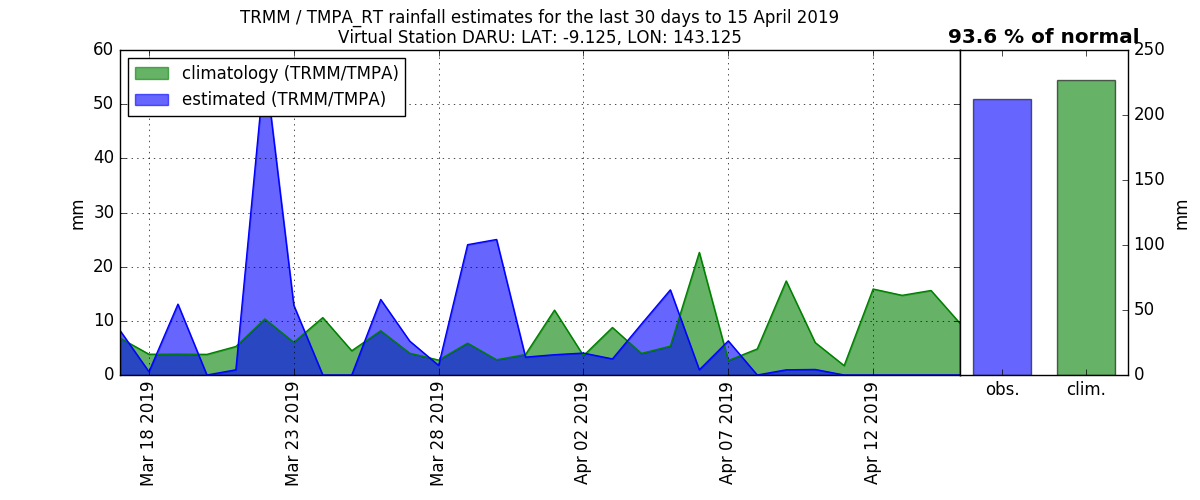 TRMM / TMPA_RT rainfall estimates for the last 30 days to 15 April 2019
Virtual Station DARU: LAT: -9.125, LON: 143.125
93.6 % of normal
climatology (TRMM/TMPA)
estimated (TRMM/TMPA)
60
50
40
30
20
10
0
mm
250
200
150
100
50
0
mm
Mar 18 2019
Mar 23 2019
Mar 28 2019
Apr 02 2019
Apr 07 2019
Apr 12 2019
obs.
clim.